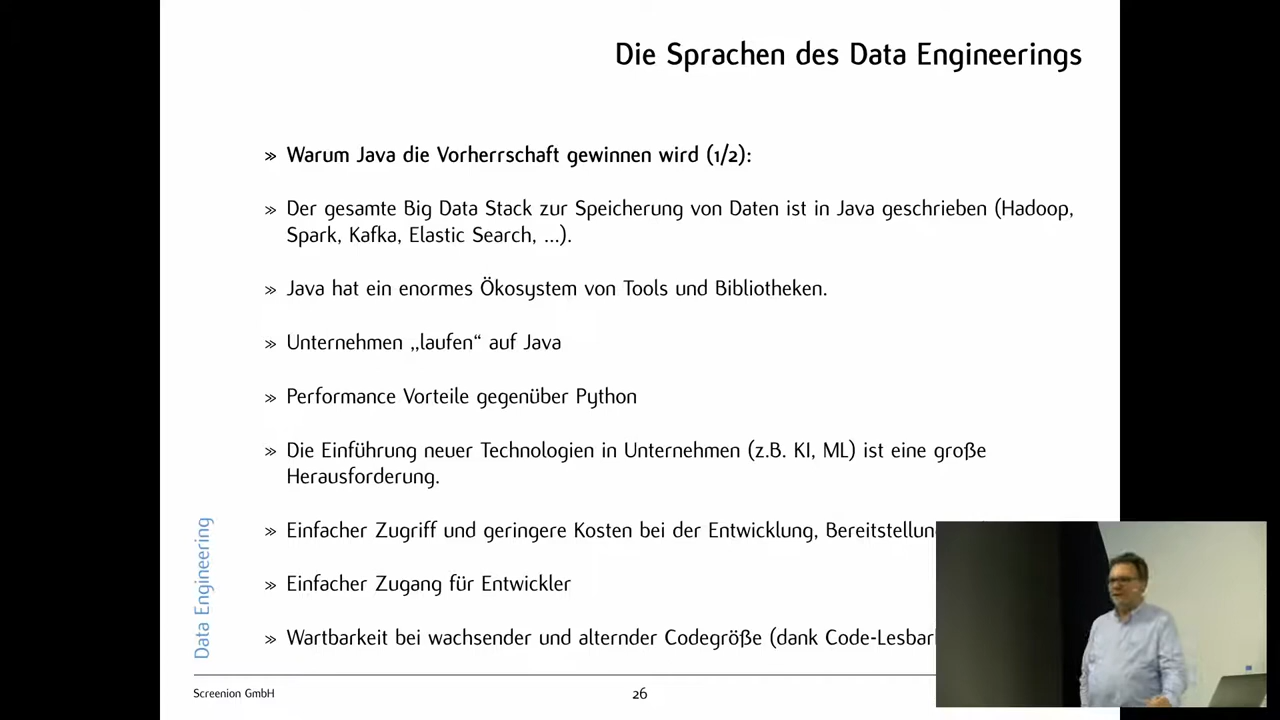 Die Sprachen des Data Engineerings
» Warum Java die Vorherrschaft gewinnen wird (1/2):
» Der gesamte Big Data Stack zur Speicherung von Daten ist in Java geschrieben (Hadoop,
Spark, Kafka, Elastic Search, ...).
» Java hat ein enormes Ökosystem von Tools und Bibliotheken.
» Unternehmen „laufen“ auf Java
» Performance Vorteile gegenüber Python
» Die Einführung neuer Technologien in Unternehmen (z.B. KI, ML) ist eine große
Herausforderung.
» Einfacher Zugriff und geringere Kosten bei der Entwicklung,
» Einfacher Zugang für Entwickler
» Wartbarkeit bei wachsender und alternder Codegröße (dank
Data Engineering
Screenion GmbH
26